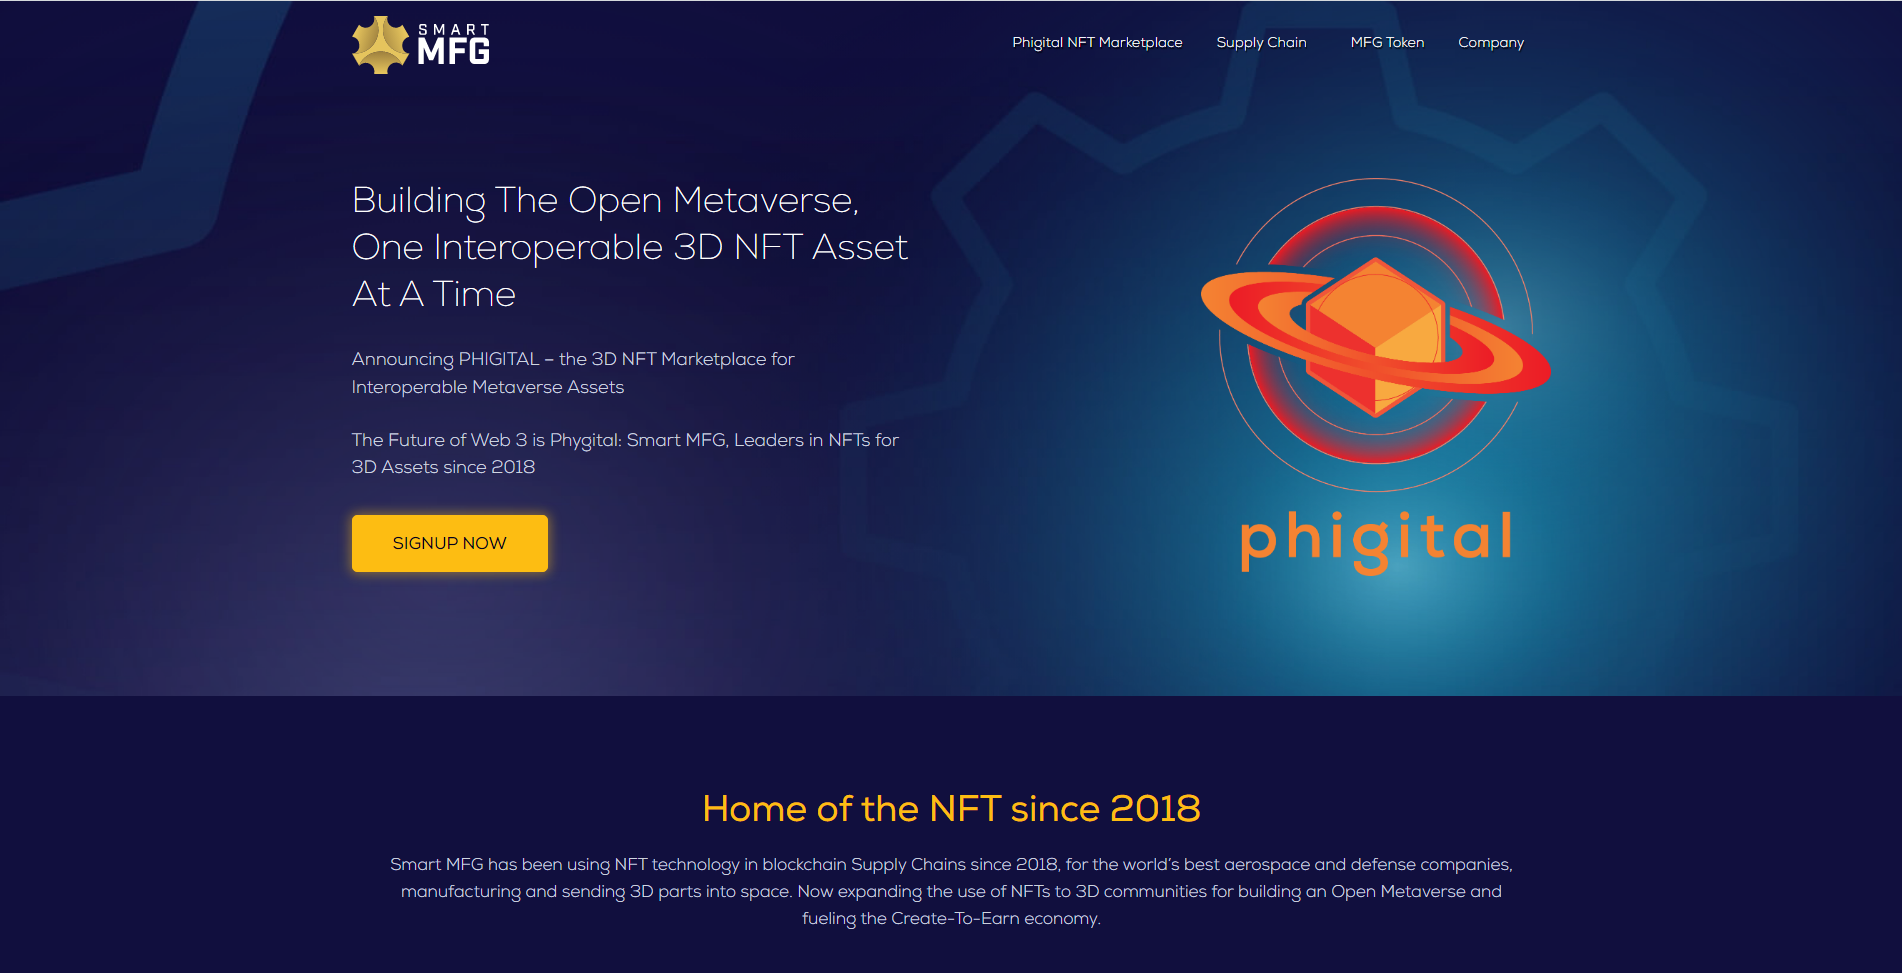 SMART
MFG
Phigital NFT Marketplace
Supply Chain
MFG Token
Company
Building The Open Metaverse,
One Interoperable 3D NFT Asset
At A Time
Announcing PHIGITAL – the 3D NFT Marketplace for
Interoperable Metaverse Assets
The Future of Web 3 is Phygital: Smart MFG, Leaders in NFTs for
3D Assets since 2018
SIGNUP NOW
phigital
Home of the NFT since 2018
Smart MFG has been using NFT technology in blockchain Supply Chains since 2018, for the world's best aerospace and defense companies,
manufacturing and sending 3D parts into space. Now expanding the use of NFTs to 3D communities for building an Open Metaverse and
fueling the Create-To-Earn economy.